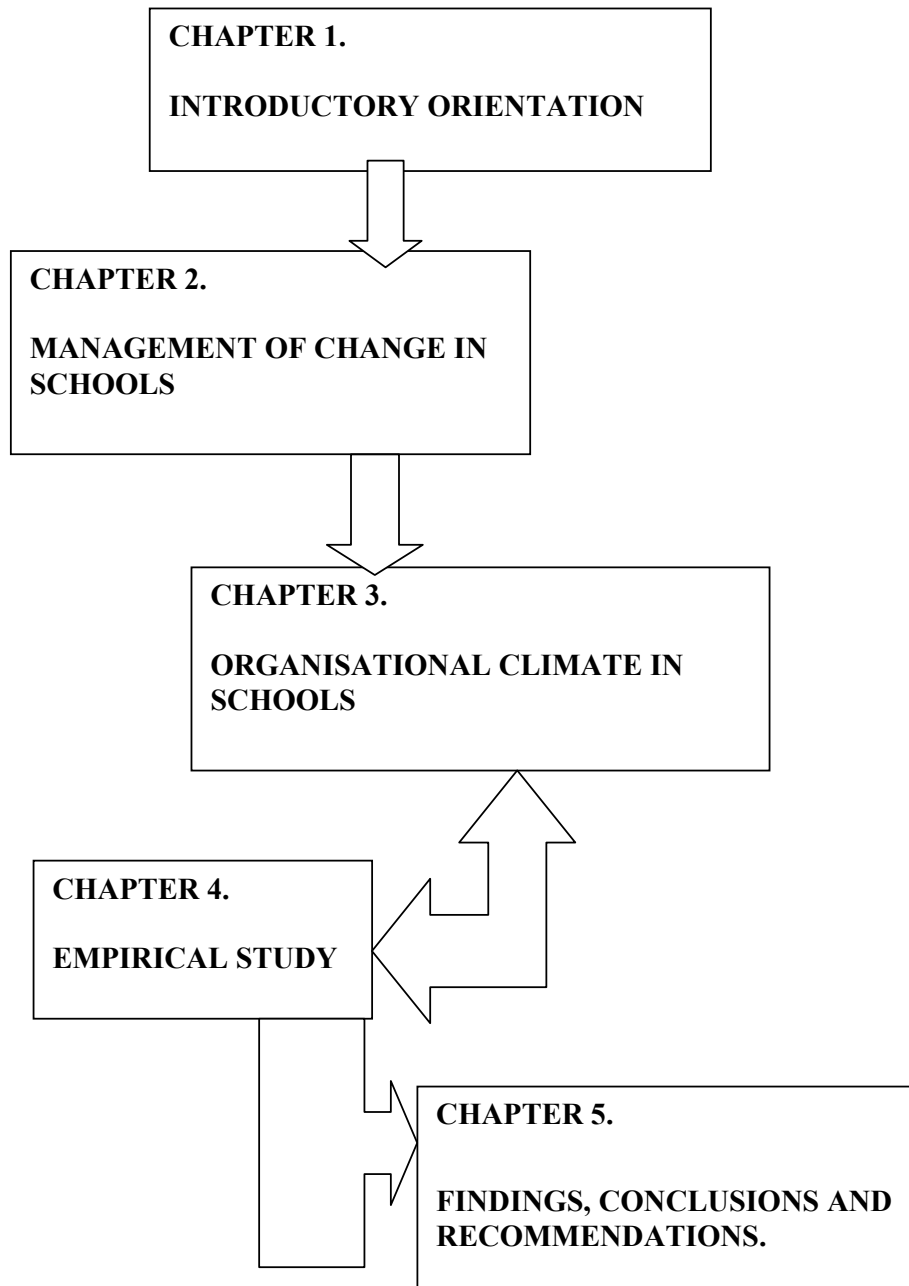 CHAPTER 1.
INTRODUCTORY ORIENTATION
CHAPTER 2.
MANAGEMENT OF CHANGE IN
SCHOOLS
CHAPTER 3.
ORGANISATIONAL CLIMATE IN
SCHOOLS
CHAPTER 4.
EMPIRICAL STUDY
CHAPTER 5.
FINDINGS, CONCLUSIONS AND
RECOMMENDATIONS.